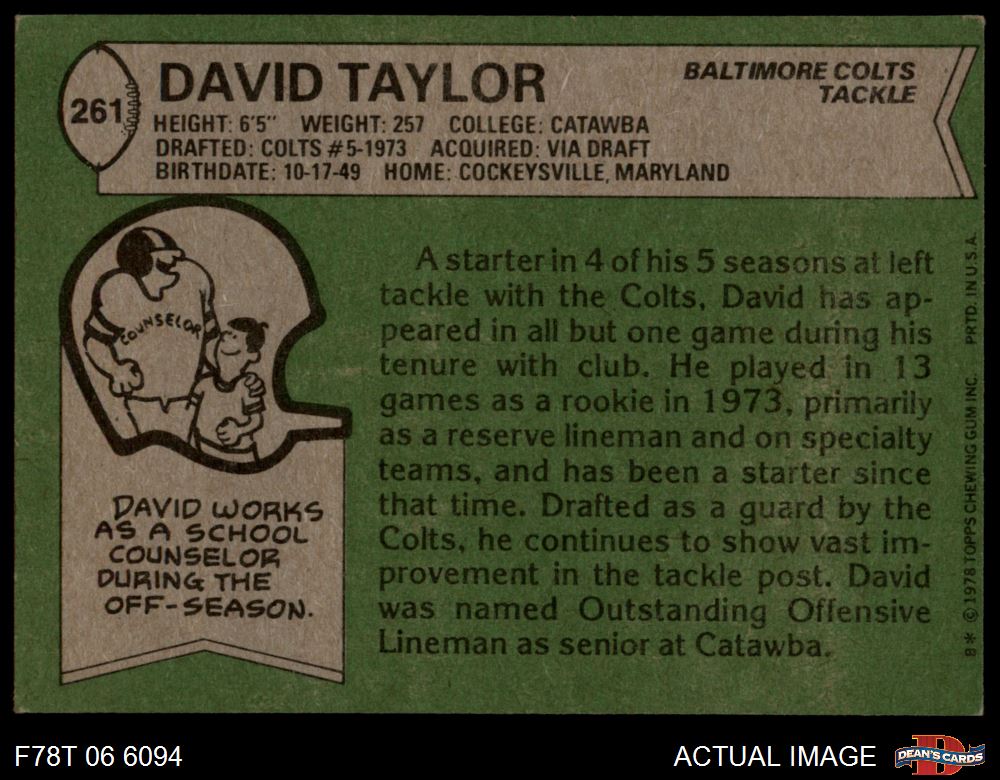 261
DAVID TAYLOR
BALTIMORE COLTS
TACKLE
HEIGHT: 6'5" WEIGHT: 257 COLLEGE: CATAWBA
DRAFTED: COLTS #5-1973 ACQUIRED: VIA DRAFT
BIRTHDATE: 10-17-49 HOME: COCKEYSVILLE, MARYLAND
COUNSELOR
DAVID WORKS
AS A SCHOOL
COUNSELOR
DURING THE
OFF-SEASON.
A starter in 4 of his 5 seasons at left
tackle with the Colts, David has ap-
peared in all but one game during his
tenure with club. He played in 13
games as a rookie in 1973, primarily
as a reserve lineman and on specialty
teams, and has been a starter since
that time. Drafted as a guard by the
Colts, he continues to show vast im-
provement in the tackle post. David
was named Outstanding Offensive
Lineman as senior at Catawba.
8* © 1978 TOPPS CHEWING GUM INC. PRTD. IN U.S.A.
F78T 06 6094
ACTUAL IMAGE
D
DEAN'S CARDS